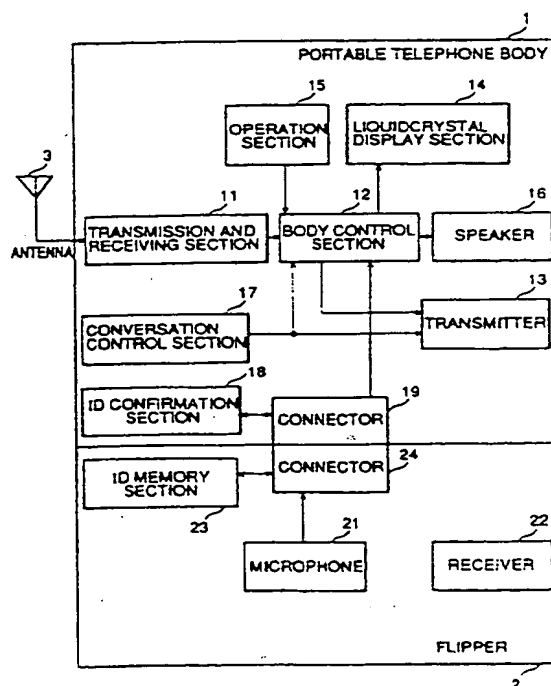 1
PORTABLE TELEPHONE BODY
15
14
OPERATION
SECTION
LIQUIDCRYSTAL
DISPLAY SECTION
3
11
12
16
ANTENNA
TRANSMISSION AND
RECEIVING SECTION
BODY CONTROL
SECTION
SPEAKER
17
13
CONVERSATION
CONTROL SECTION
TRANSMITTER
18
19
ID CONFIRMATION
SECTION
CONNECTOR
CONNECTOR
24
ID MEMORY
SECTION
23
21
22
MICROPHONE
RECEIVER
FLIPPER
2